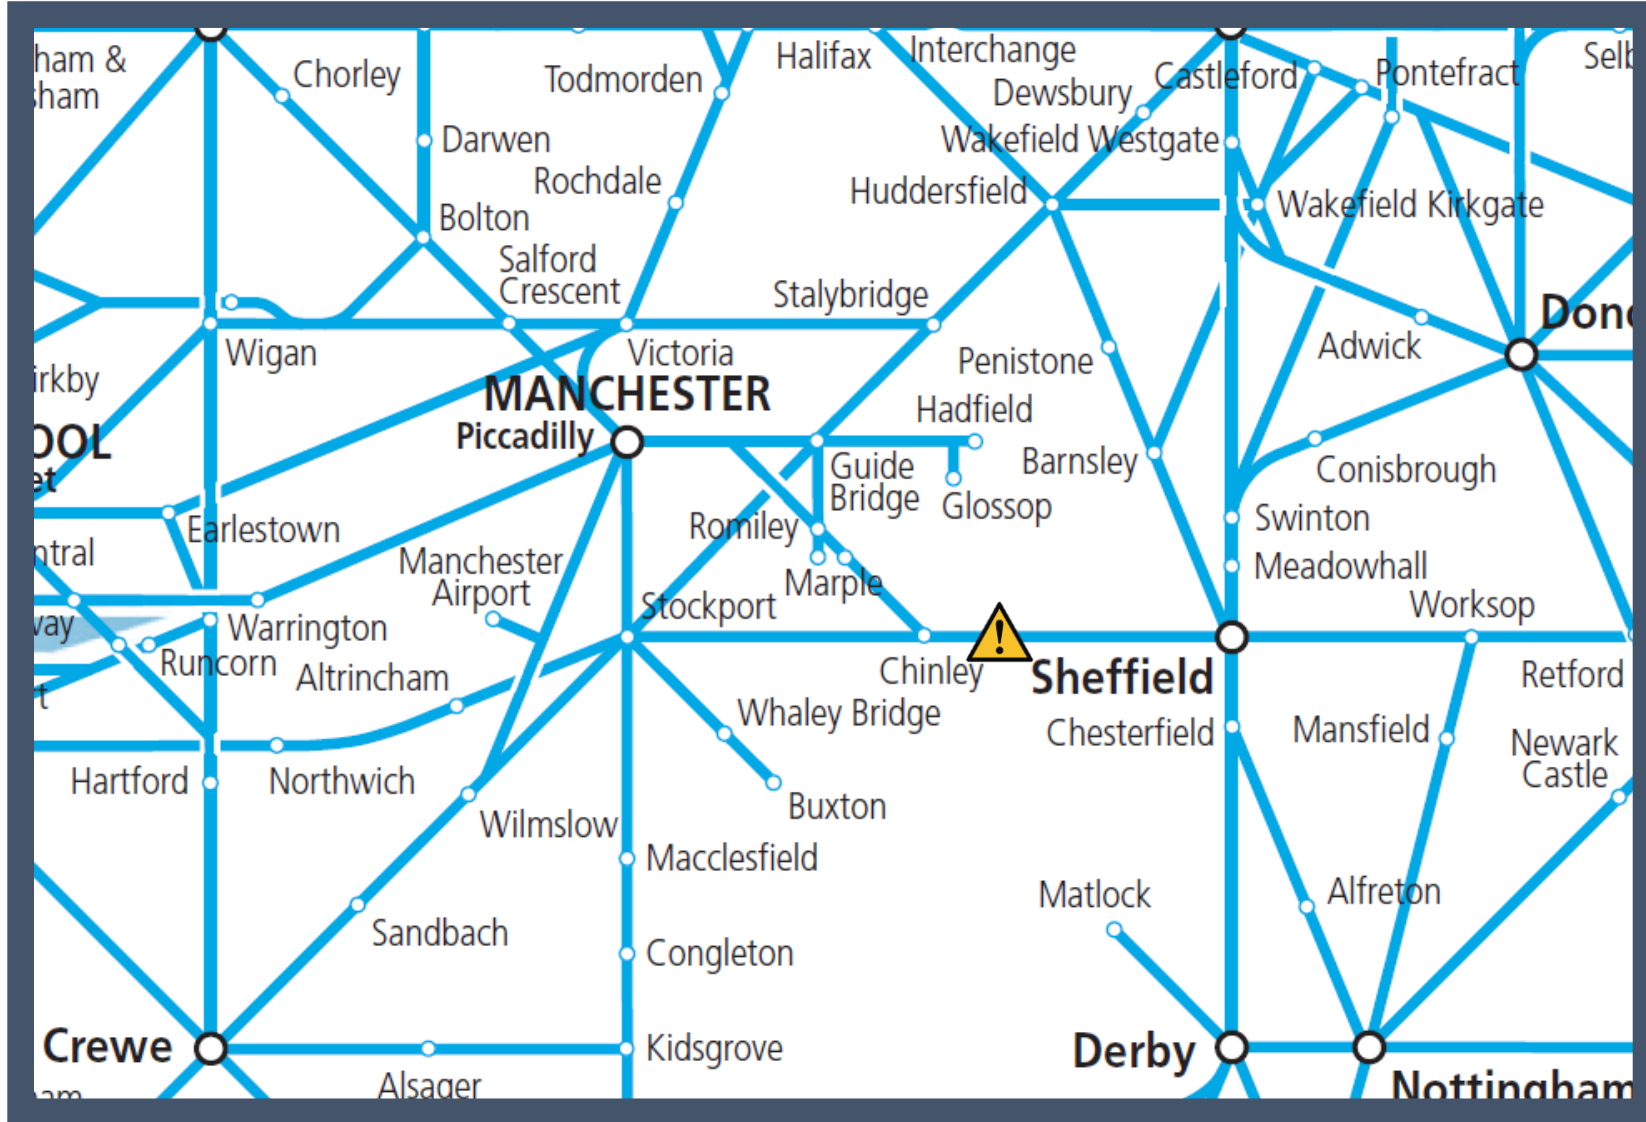 ham &
sham
Chorley
Todmorden
Halifax
Interchange
Castleford
Pontefract
Selb
Dewsbury
Darwen
Wakefield Westgate
Rochdale
Huddersfield
Wakefield Kirkgate
Bolton
Salford
Crescent
Stalybridge
Donc
Wigan
Victoria
Penistone
Adwick
irkby
MANCHESTER
Piccadilly
Hadfield
OOL
et
Guide
Bridge
Barnsley
Conisbrough
Glossop
Earlestown
Romiley
Swinton
ntral
Manchester
Airport
Marple
Meadowhall
Stockport
Worksop
way
Warrington
!
Runcorn
Altrincham
Chinley
Sheffield
Retford
rt
Whaley Bridge
Chesterfield
Mansfield
Newark
Castle
Hartford
Northwich
Buxton
Wilmslow
Macclesfield
Matlock
Alfreton
Sandbach
Congleton
Crewe
Kidsgrove
Derby
Alsager
Nottingham